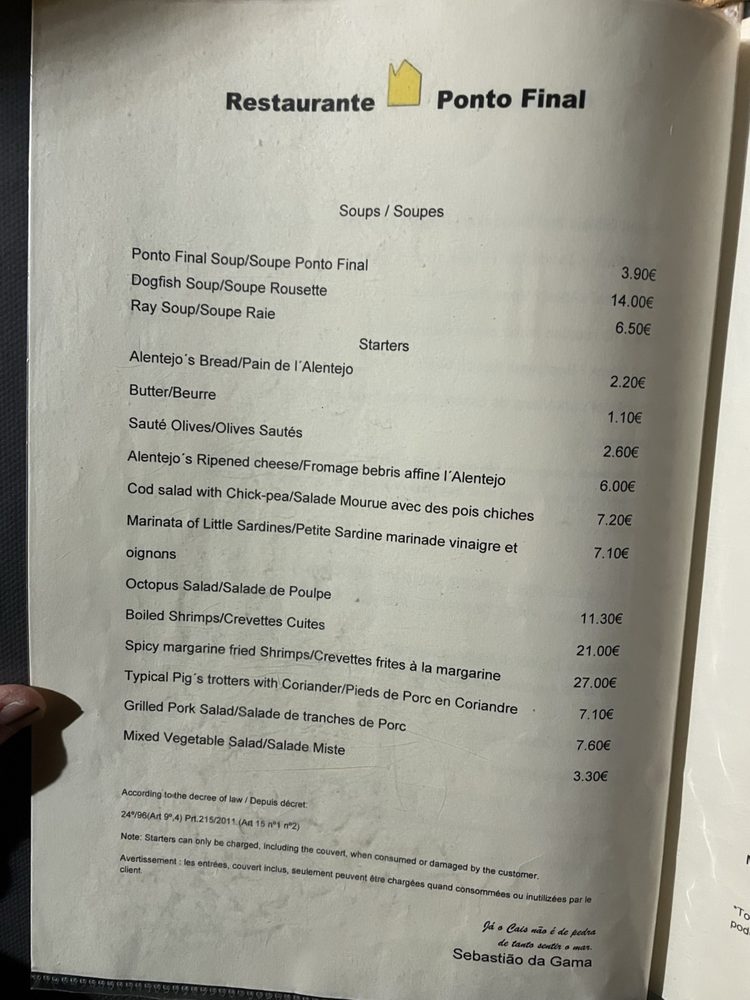 Restaurante Ponto Final
Soups / Soupes
Ponto Final Soup/Soupe Ponto Final 3.90€
Dogfish Soup/Soupe Rousette 14.00€
Ray Soup/Soupe Raie 6.50€
Starters
Alentejo´s Bread/Pain de l´Alentejo 2.20€
Butter/Beurre 1.10€
Sauté Olives/Olives Sautés 2.60€
Alentejo´s Ripened cheese/Fromage bebris affine l´Alentejo 6.00€
Cod salad with Chick-pea/Salade Mourue avec des pois chiches 7.20€
Marinata of Little Sardines/Petite Sardine marinade vinaigre et 7.10€
oignons
Octopus Salad/Salade de Poulpe 11.30€
Boiled Shrimps/Crevettes Cuites 21.00€
Spicy margarine fried Shrimps/Crevettes frites à la margarine 27.00€
Typical Pig´s trotters with Coriander/Pieds de Porc en Coriandre 7.10€
Grilled Pork Salad/Salade de tranches de Porc 7.60€
Mixed Vegetable Salad/Salade Miste 3.30€
According to the decree of law / Depuis décret:
24º/96(Art 9º,4) Prt.215/2011 (Art 15 nº1 nº2)
Note: Starters can only be charged, including the couvert, when consumed or damaged by the customer.
Avertissement : les entrées, couvert inclus, seulement peuvent être chargées quand consommées ou inutilizées par le
client.
Já o Cais não é de pedra
de tanto sentir o mar.
Sebastião da Gama
"To
pod